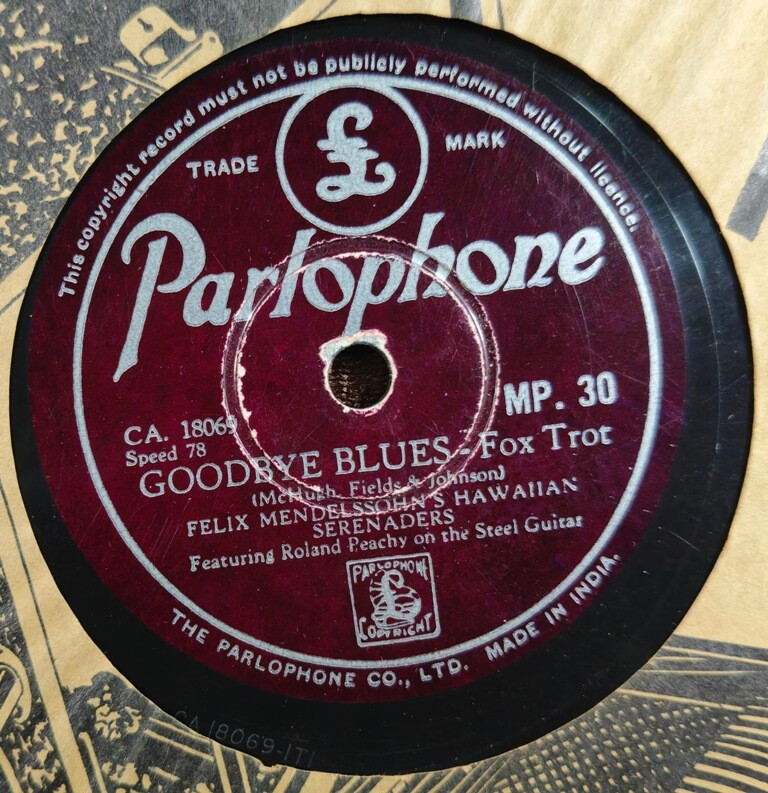 This copyright record must not be publicly performed without licence.
£
TRADE MARK
Parlophone
MP. 30
CA. 18069
Speed 78
GOODBYE BLUES - Fox Trot
(McHugh, Fields & Johnson)
FELIX MENDELSSOHN'S HAWAIIAN
SERENADERS
Featuring Roland Peachy on the Steel Guitar
PARLOPHONE
£
COPYRIGHT
THE PARLOPHONE CO., LTD. MADE IN INDIA.
CA 18069-1T1